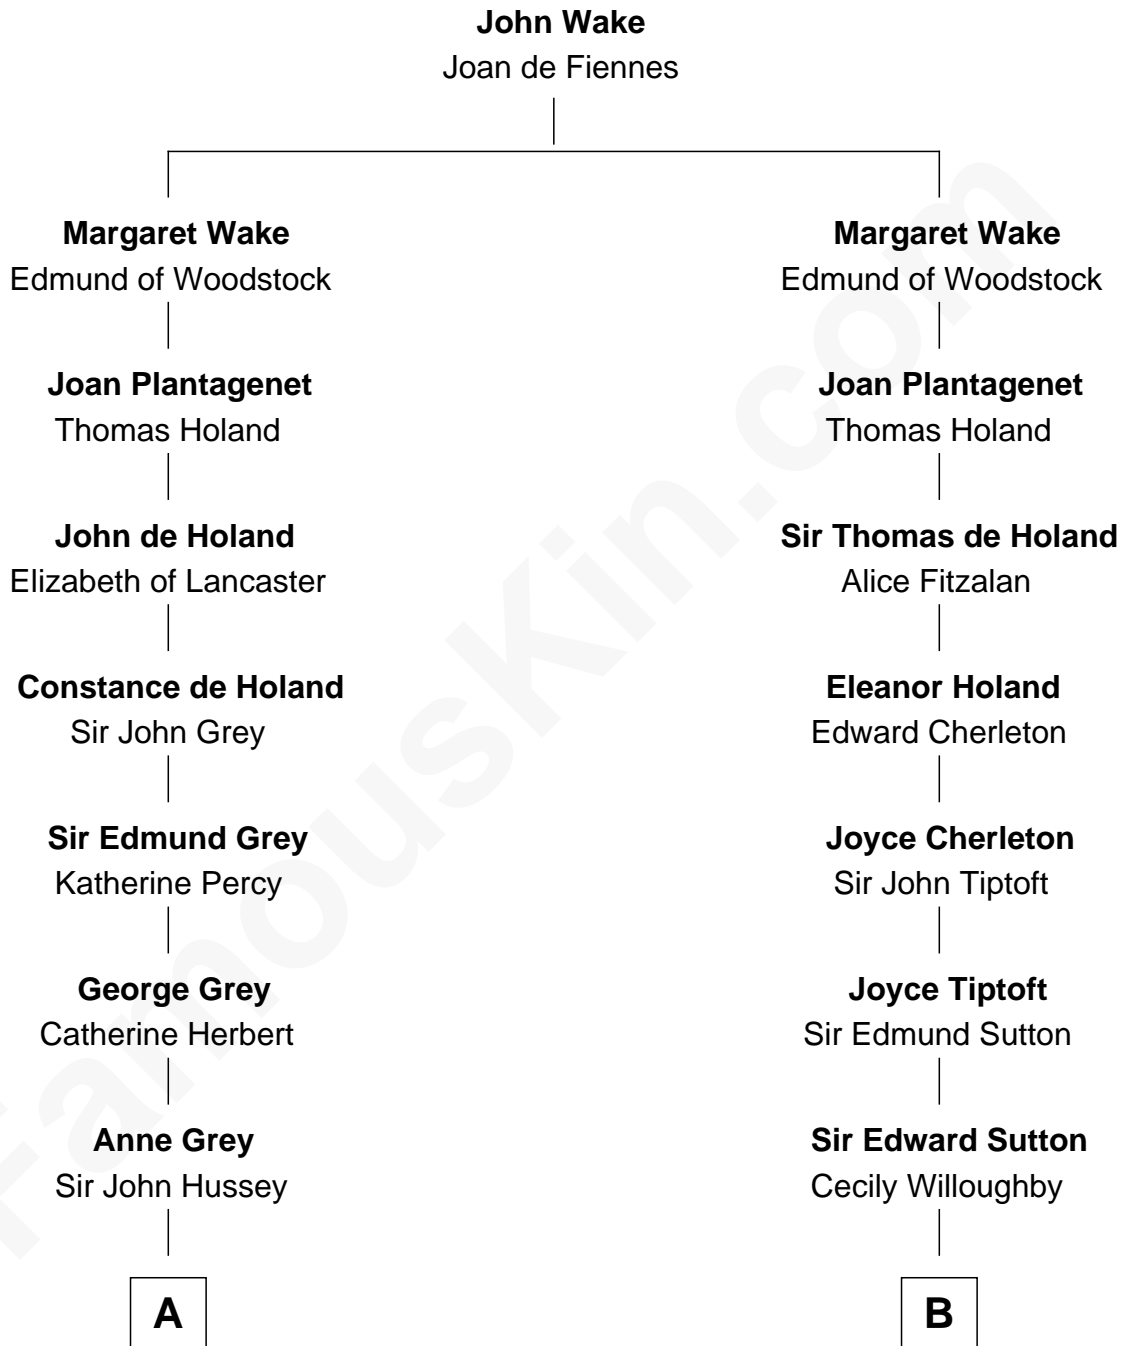 John Wake
Joan de Fiennes
Margaret Wake
Edmund of Woodstock
Margaret Wake
Edmund of Woodstock
Joan Plantagenet
Thomas Holand
Joan Plantagenet
Thomas Holand
John de Holand
Elizabeth of Lancaster
Sir Thomas de Holand
Alice Fitzalan
Constance de Holand
Sir John Grey
Eleanor Holand
Edward Cherleton
Sir Edmund Grey
Katherine Percy
Joyce Cherleton
Sir John Tiptoft
George Grey
Catherine Herbert
Joyce Tiptoft
Sir Edmund Sutton
Anne Grey
Sir John Hussey
Sir Edward Sutton
Cecily Willoughby
A
B
FamousKin.com